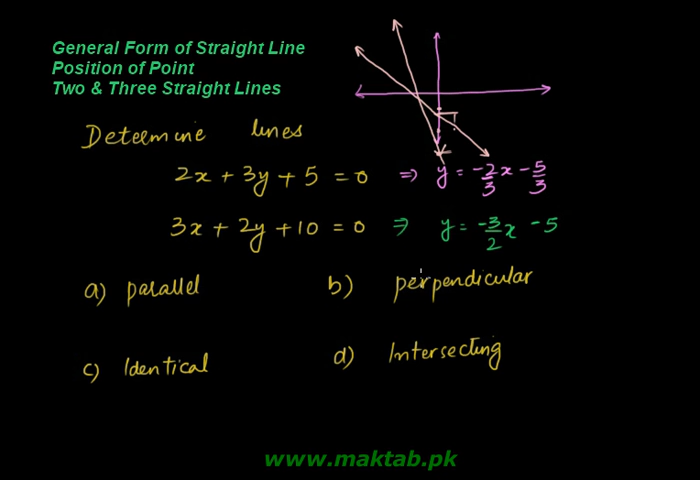 General Form of Straight Line
Position of Point
Two & Three Straight Lines
Determine lines
2x + 3y + 5 = 0 ⇒ y = -2/3 x - 5/3
3x + 2y + 10 = 0 ⇒ y = -3/2 x - 5
a) parallel b) perpendicular
c) Identical d) Intersecting
www.maktab.pk